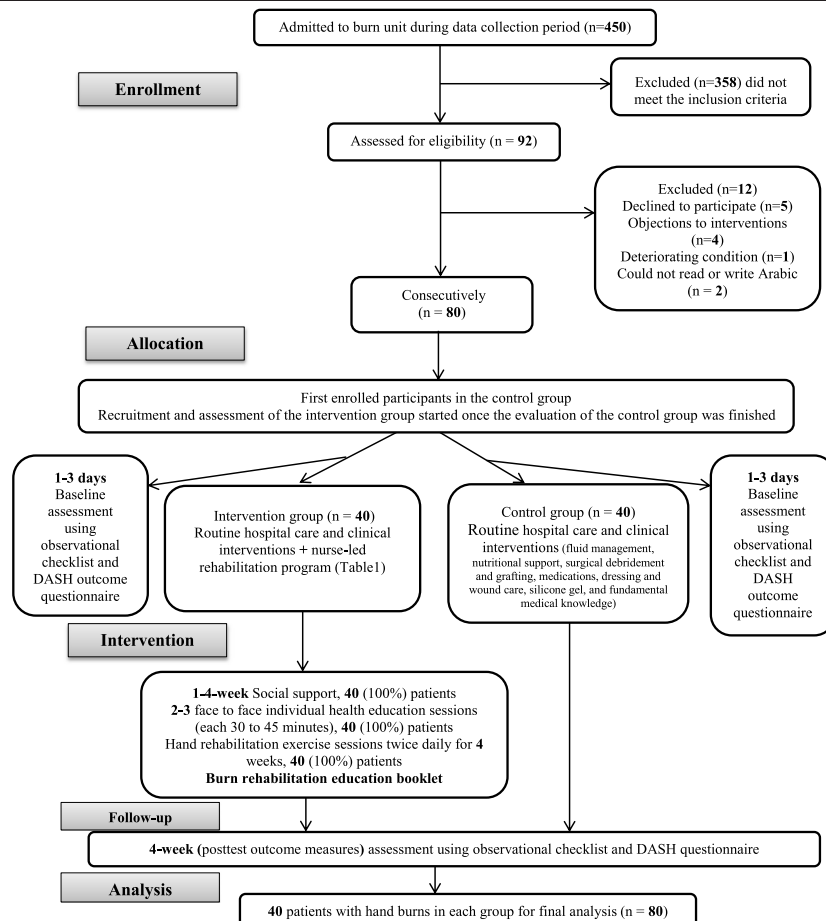 Admitted to burn unit during data collection period (n=450)
Enrollment
Excluded (n=358) did not
meet the inclusion criteria
Assessed for eligibility (n = 92)
Excluded (n=12)
Declined to participate (n=5)
Objections to interventions
(n=4)
Deteriorating condition (n=1)
Could not read or write Arabic
(n = 2)
Consecutively
(n = 80)
Allocation
First enrolled participants in the control group
Recruitment and assessment of the intervention group started once the evaluation of the control group was finished
1-3 days
Baseline
assessment
using
observational
checklist and
DASH outcome
questionnaire
Intervention group (n = 40)
Routine hospital care and clinical
interventions + nurse-led
rehabilitation program (Table1)
Control group (n = 40)
Routine hospital care and clinical
interventions (fluid management,
nutritional support, surgical debridement
and grafting, medications, dressing and
wound care, silicone gel, and fundamental
medical knowledge)
1-3 days
Baseline
assessment
using
observational
checklist and
DASH
outcome
questionnaire
Intervention
1-4-week Social support, 40 (100%) patients
2-3 face to face individual health education sessions
(each 30 to 45 minutes), 40 (100%) patients
Hand rehabilitation exercise sessions twice daily for 4
weeks, 40 (100%) patients
Burn rehabilitation education booklet
Follow-up
4-week (posttest outcome measures) assessment using observational checklist and DASH questionnaire
Analysis
40 patients with hand burns in each group for final analysis (n = 80)